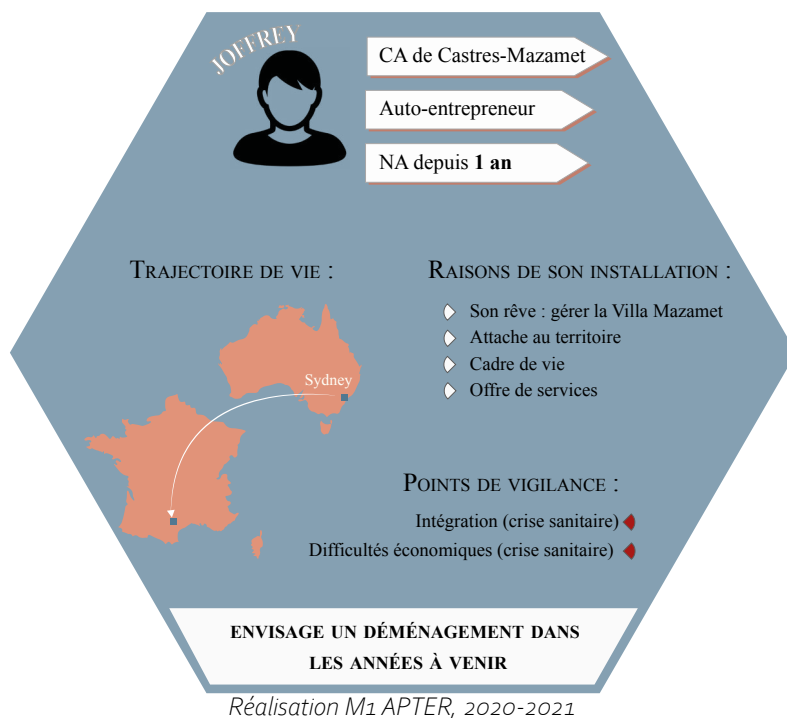 JOFFREY
CA de Castres-Mazamet
Auto-entrepreneur
NA depuis 1 an
TRAJECTOIRE DE VIE :
Sydney
RAISONS DE SON INSTALLATION :
Son rêve : gérer la Villa Mazamet
Attache au territoire
Cadre de vie
Offre de services
POINTS DE VIGILANCE :
Intégration (crise sanitaire)
Difficultés économiques (crise sanitaire)
ENVISAGE UN DÉMÉNAGEMENT DANS
LES ANNÉES À VENIR
Réalisation M1 APTER, 2020-2021